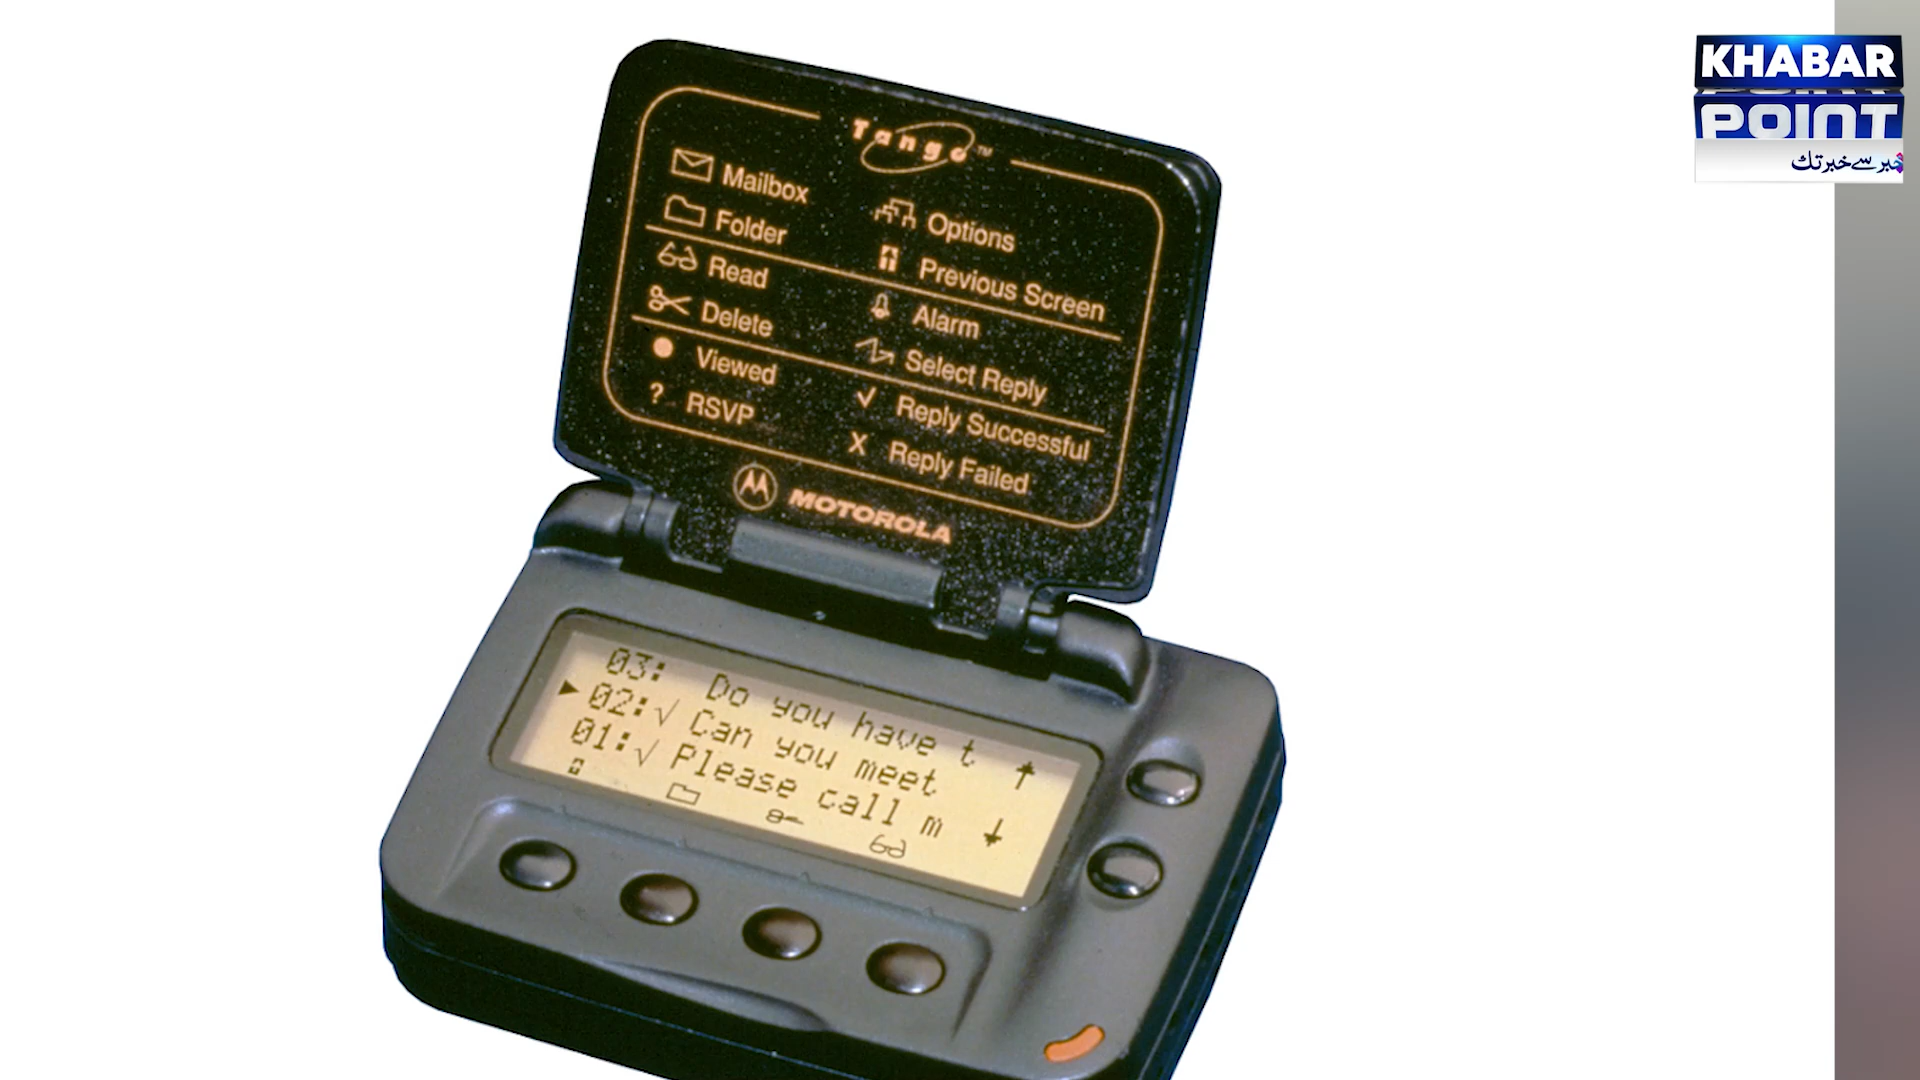 KHABAR
POINT
خبر سے خبر تک
Tango™
Mailbox
Folder
Read
Delete
Viewed
? RSVP
Options
Previous Screen
Alarm
Select Reply
✓ Reply Successful
X Reply Failed
MOTOROLA
03: Do you have t
02:√ Can you meet
01:√ Please call m